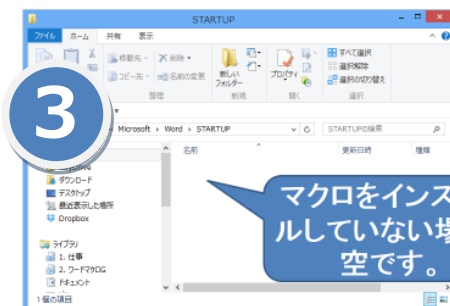 STARTUP
ファイル ホーム 共有 表示
移動先 削除 すべて選択
コピー先 名前の変更 新しいフォルダー プロパティ 選択解除
選択の切り替え
整理 新規 開く 選択
3
Microsoft Word STARTUP STARTUPの検索
名前 更新日時 種類
ダウンロード
デスクトップ
最近表示した場所
Dropbox
マクロをインス
ルしていない場
空です。
ライブラリ
1. 仕事
2. ワードマクロG
ドキュメント
1 個の項目